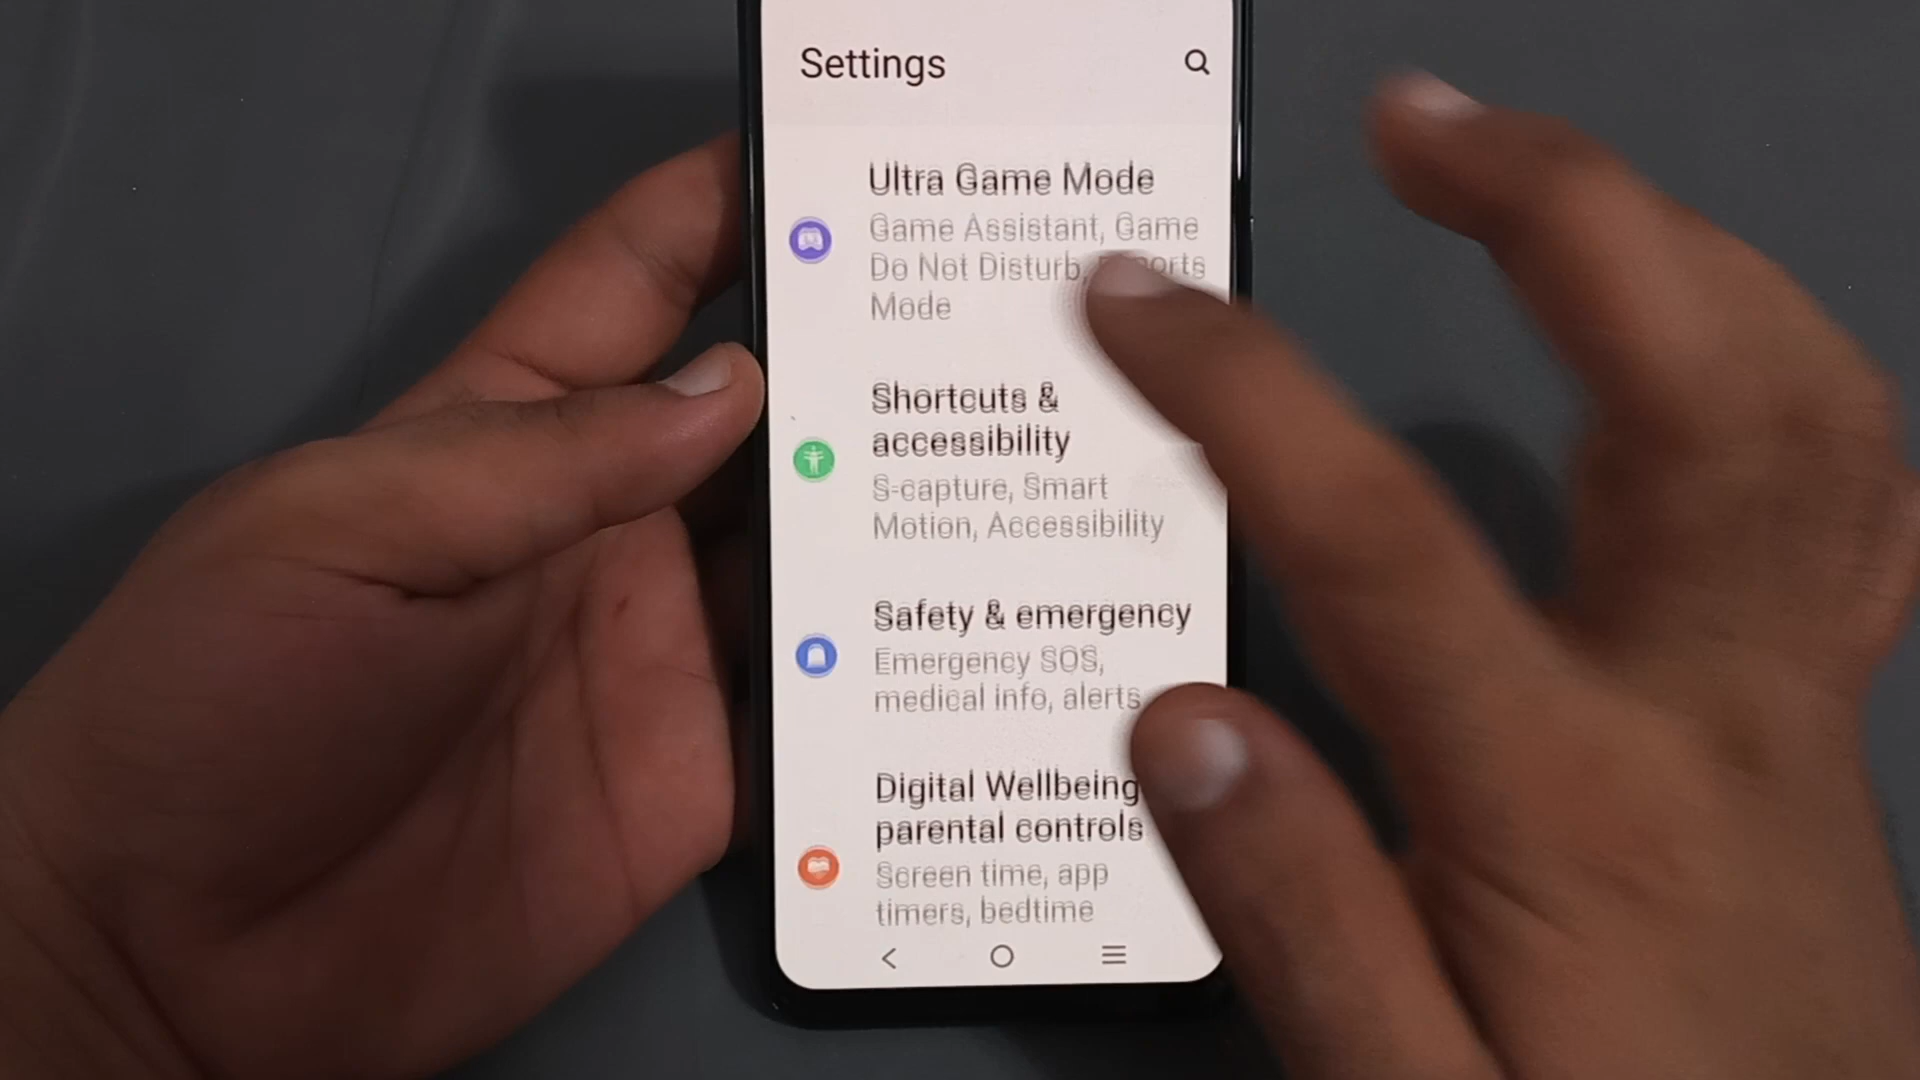 Settings
Ultra Game Mode
Game Assistant, Game
Do Not Disturb,
Mode
Shortcuts &
accessibility
S-capture, Smart
Motion, Accessibility
Safety & emergency
Emergency SOS,
medical info, alerts
Digital Wellbeing
parental controls
Screen time, app
timers, bedtime